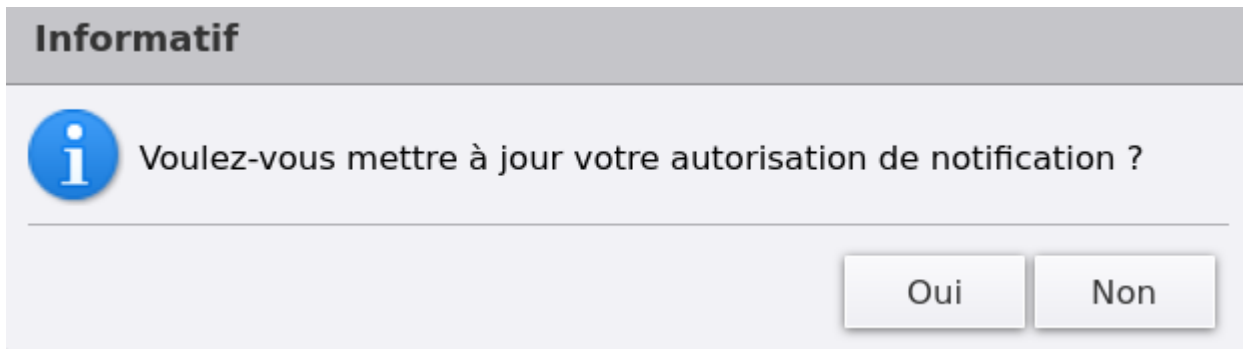 Informatif
Voulez-vous mettre à jour votre autorisation de notification ?
Oui Non